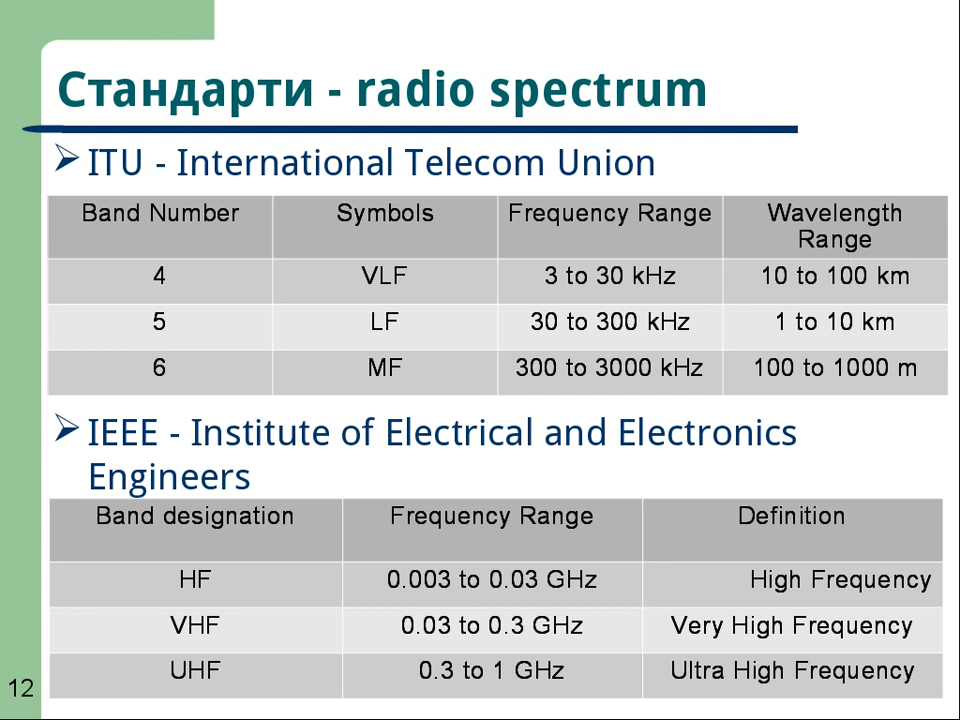 Стандарти - radio spectrum
ITU - International Telecom Union
Band Number Symbols Frequency Range Wavelength Range
4 VLF 3 to 30 kHz 10 to 100 km
5 LF 30 to 300 kHz 1 to 10 km
6 MF 300 to 3000 kHz 100 to 1000 m
IEEE - Institute of Electrical and Electronics
Engineers
Band designation Frequency Range Definition
HF 0.003 to 0.03 GHz High Frequency
VHF 0.03 to 0.3 GHz Very High Frequency
UHF 0.3 to 1 GHz Ultra High Frequency
12